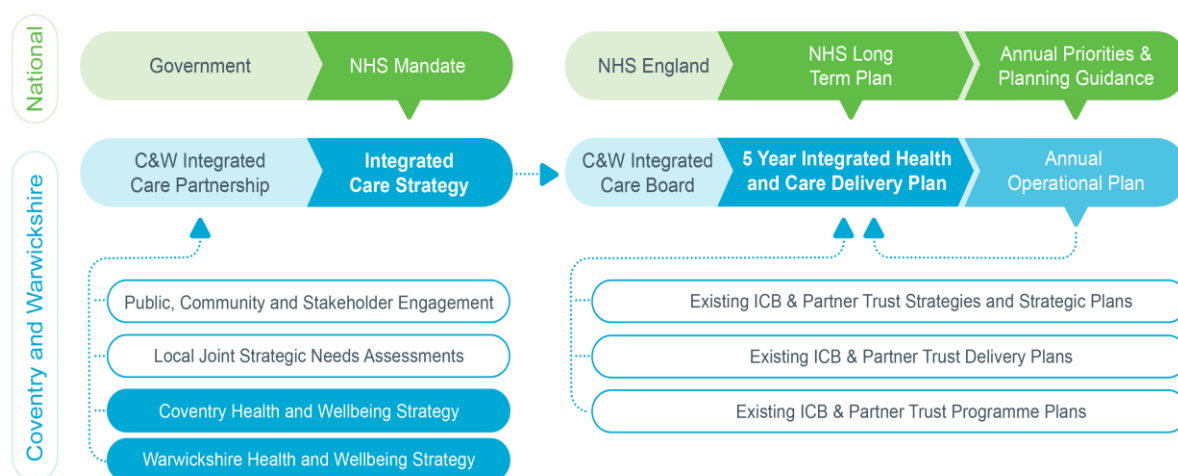 National
Government
NHS Mandate
NHS England
NHS Long
Term Plan
Annual Priorities &
Planning Guidance
Coventry and Warwickshire
C&W Integrated
Care Partnership
Integrated
Care Strategy
C&W Integrated
Care Board
5 Year Integrated Health
and Care Delivery Plan
Annual
Operational Plan
Public, Community and Stakeholder Engagement
Local Joint Strategic Needs Assessments
Coventry Health and Wellbeing Strategy
Warwickshire Health and Wellbeing Strategy
Existing ICB & Partner Trust Strategies and Strategic Plans
Existing ICB & Partner Trust Delivery Plans
Existing ICB & Partner Trust Programme Plans